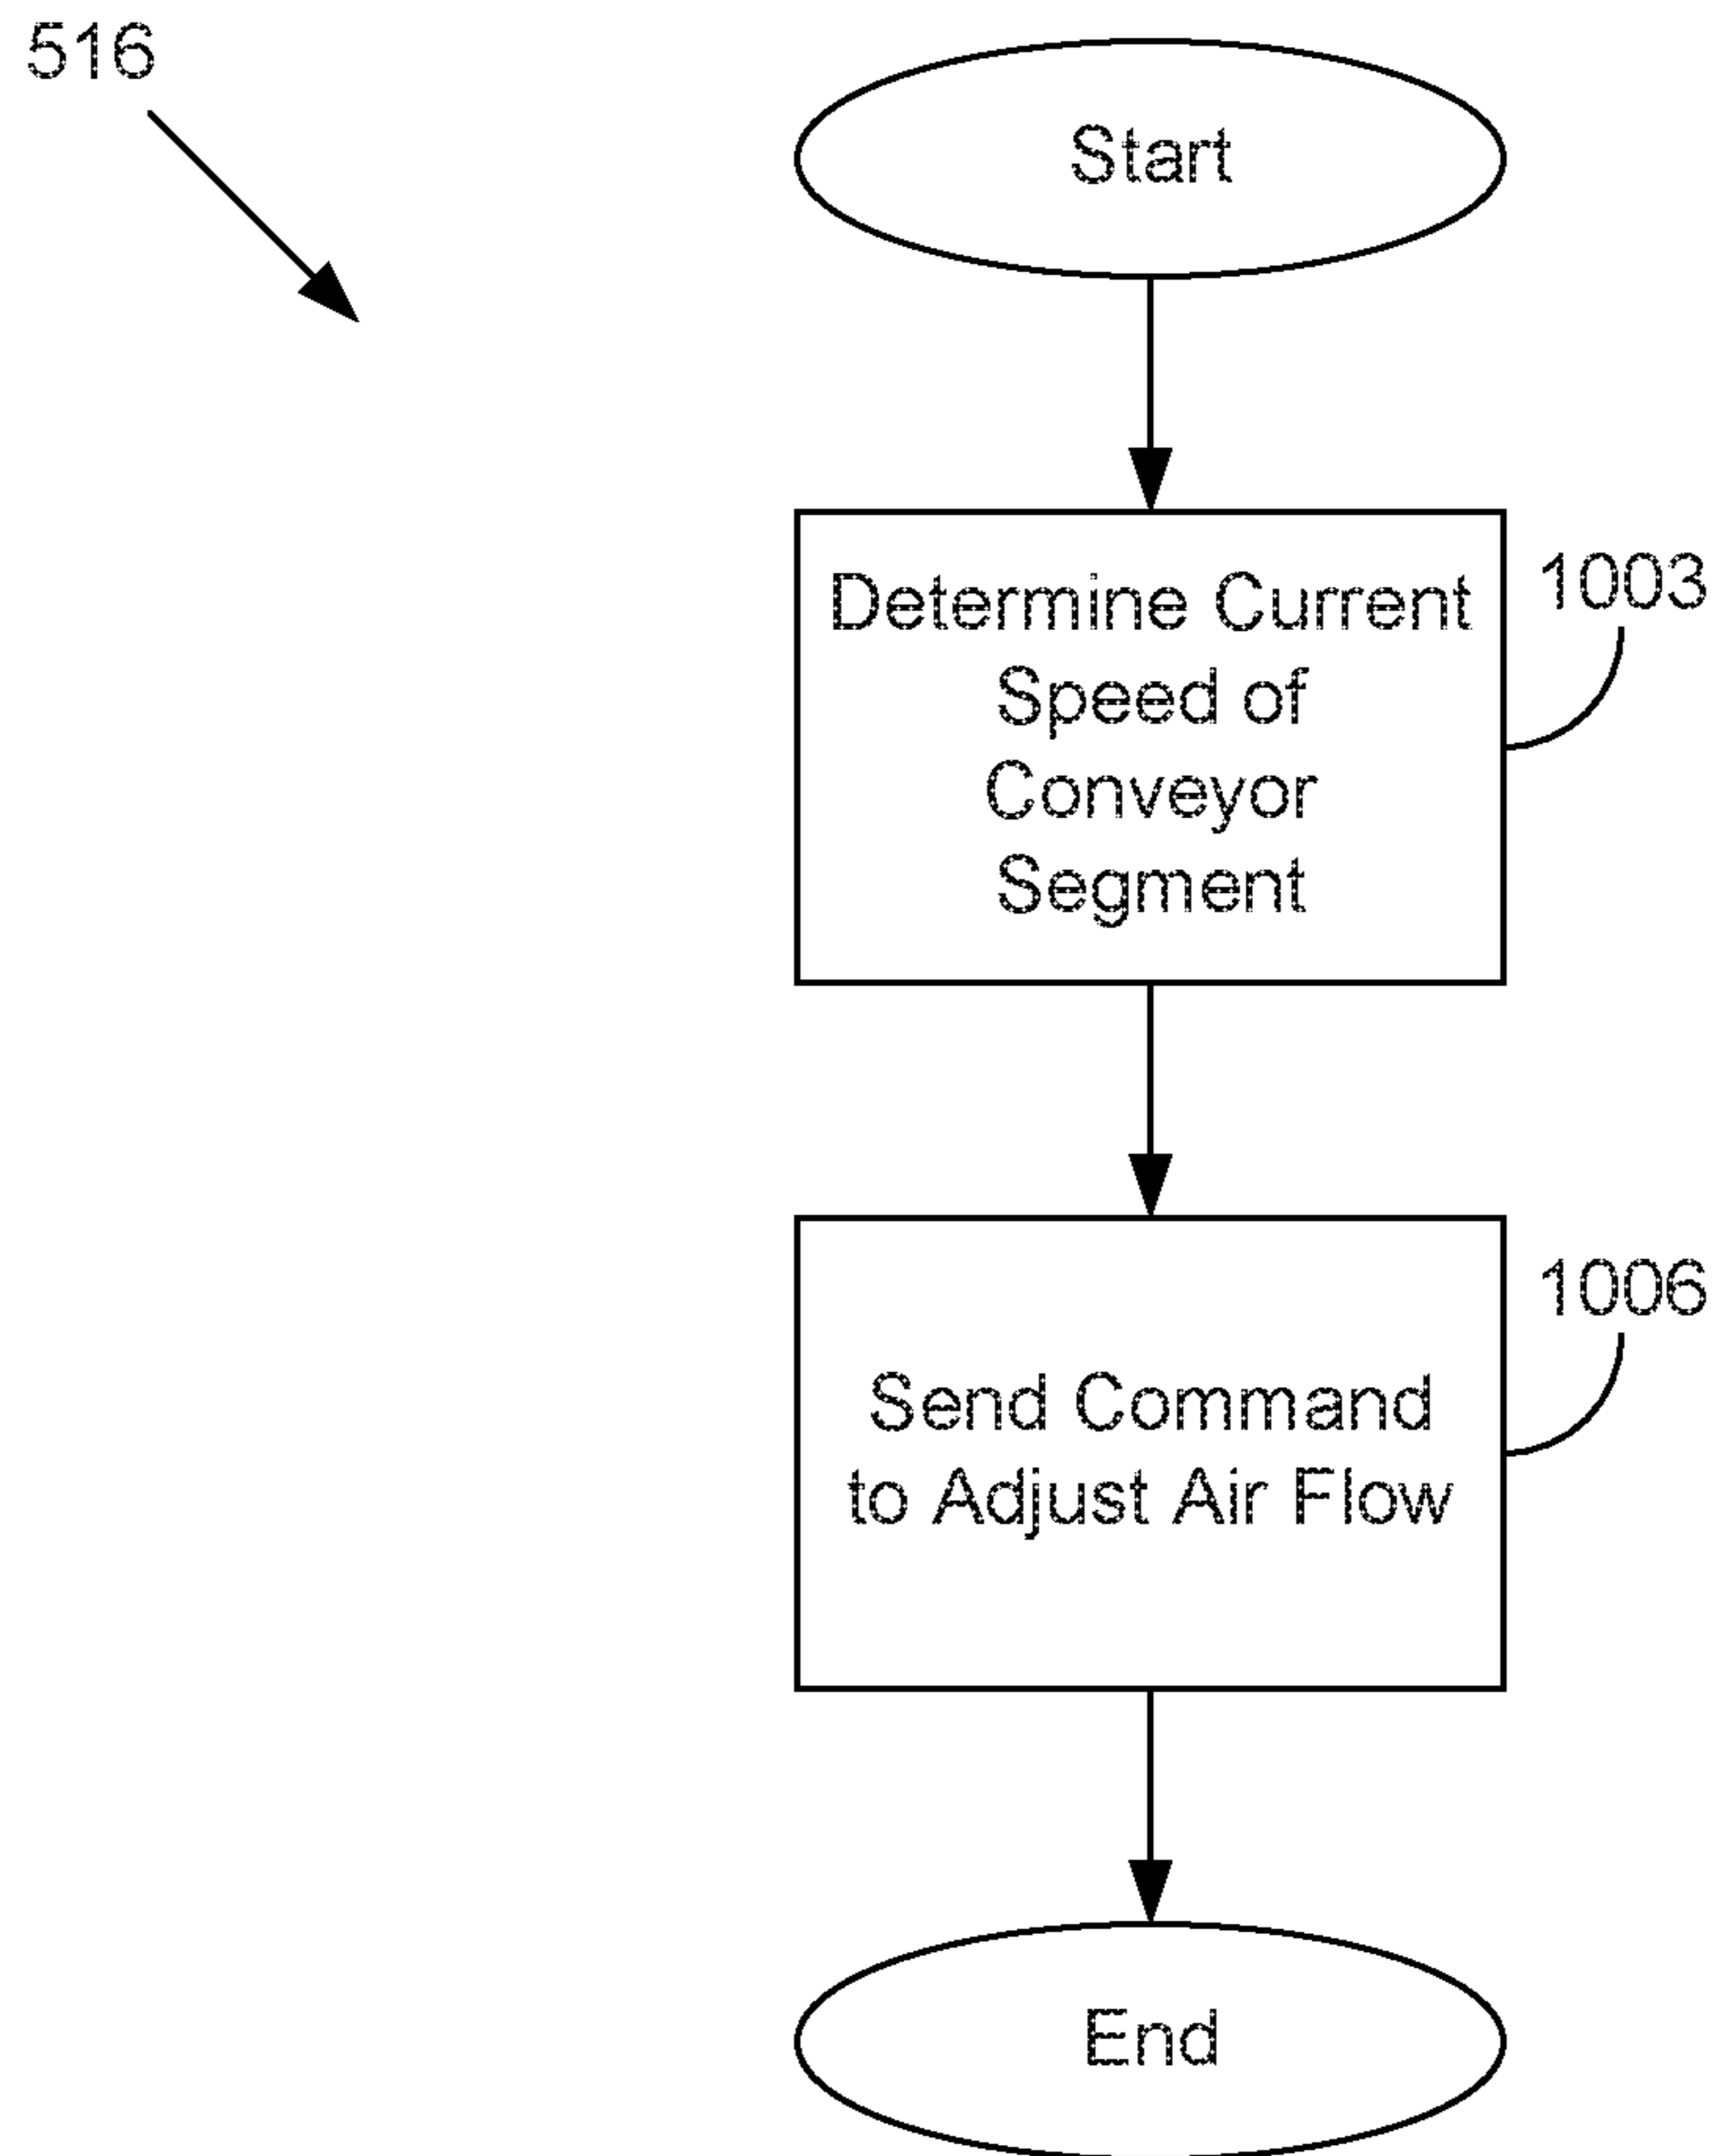 516
Start
Determine Current
Speed of
Conveyor
Segment
1003
Send Command
to Adjust Air Flow
1006
End